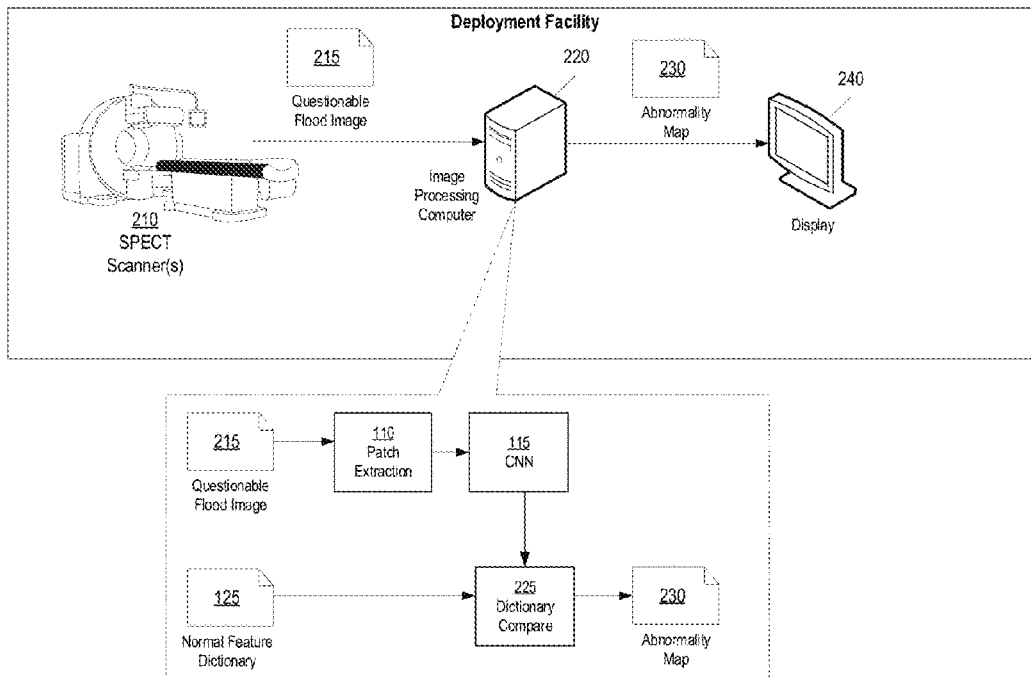 Deployment Facility
215
Questionable
Flood Image
220
230
Abnormality
Map
240
210
SPECT
Scanner(s)
Image
Processing
Computer
Display
215
Questionable
Flood Image
110
Patch
Extraction
115
CNN
125
Normal Feature
Dictionary
225
Dictionary
Compare
230
Abnormality
Map